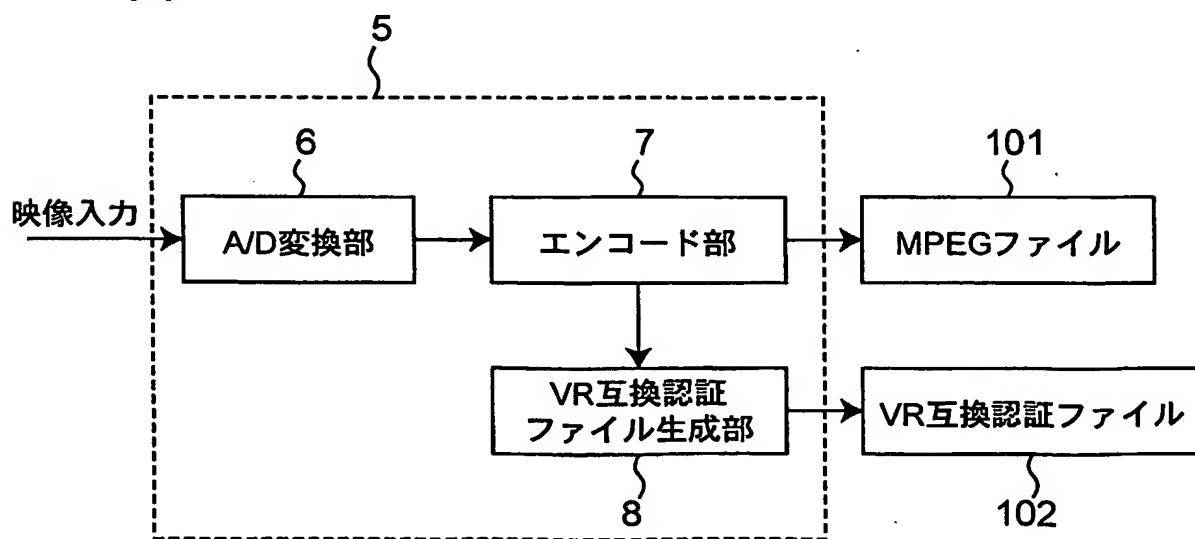 5
6
7
101
映像入力
A/D変換部
エンコード部
MPEGファイル
VR互換認証
ファイル生成部
VR互換認証ファイル
8
102